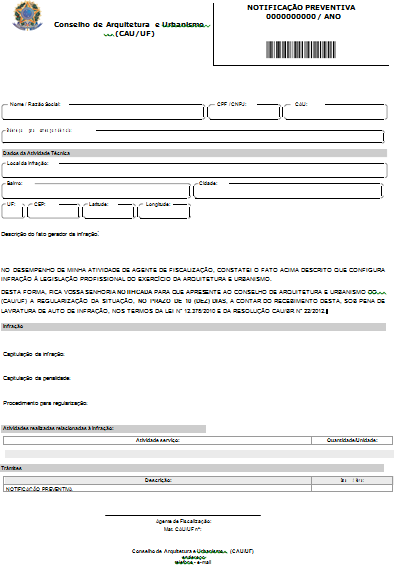 NOTIFICAÇÃO PREVENTIVA
0000000000 / ANO
Conselho de Arquitetura e Urbanismo
(CAU/UF)
Nome / Razão Social:
CPF / CNPJ:
CAU:
Dados da Atividade Técnica
Local da Infração:
Bairro:
Cidade:
UF:
CEP:
Latitude:
Longitude:
Descrição do fato gerador da infração:
NO DESEMPENHO DE MINHA ATIVIDADE DE AGENTE DE FISCALIZAÇÃO, CONSTATEI O FATO ACIMA DESCRITO QUE CONFIGURA
INFRAÇÃO À LEGISLAÇÃO PROFISSIONAL DO EXERCÍCIO DA ARQUITETURA E URBANISMO.
DESTA FORMA, FICA VOSSA SENHORIA NOTIFICADA PARA QUE APRESENTE AO CONSELHO DE ARQUITETURA E URBANISMO DO
(CAU/UF) A REGULARIZAÇÃO DA SITUAÇÃO, NO PRAZO DE 10 (DEZ) DIAS, A CONTAR DO RECEBIMENTO DESTA, SOB PENA DE
LAVRATURA DE AUTO DE INFRAÇÃO, NOS TERMOS DA LEI N° 12.378/2010 E DA RESOLUÇÃO CAU/BR N° 22/2012.
Infração
Capitulação da infração:
Capitulação da penalidade:
Procedimento para regularização:
Atividades realizadas relacionadas à infração:
Atividade serviço:
Quantidade/Unidade:
Trâmites
Descrição:
NOTIFICAÇÃO PREVENTIVA
Agente de Fiscalização:
Mat. CAU/UF nº:
Conselho de Arquitetura e Urbanismo (CAU/UF)
endereço
telefone - e-mail